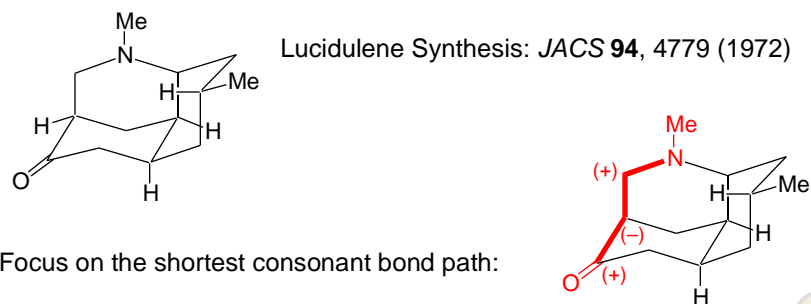 Me
N
Lucidulene Synthesis: JACS 94, 4779 (1972)
H
Me
H
H
O
H
Me
(+)
N
H
Me
(–)
H
Focus on the shortest consonant bond path:
(+)
O
H